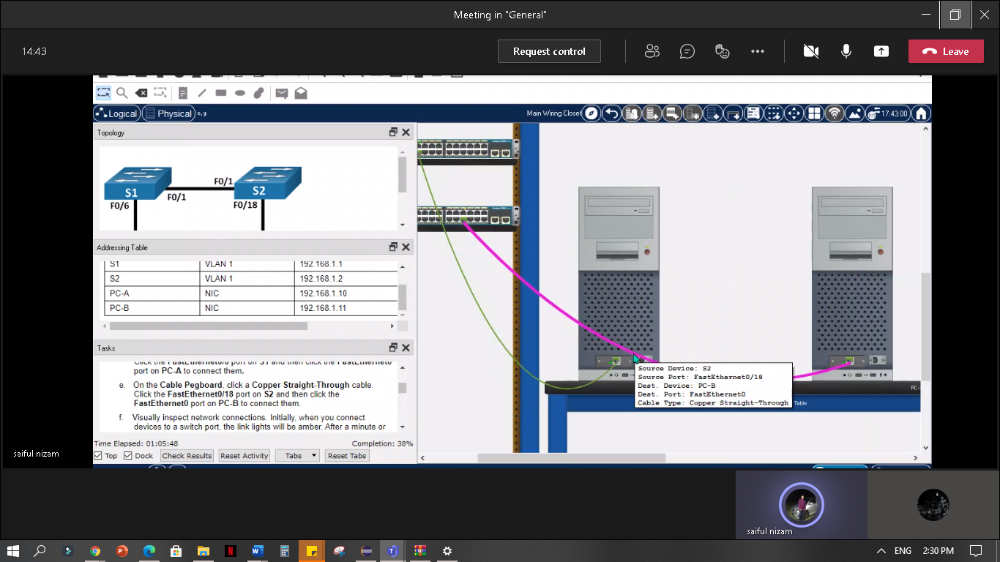 Meeting in "General"
14:43
Request control
Leave
Logical
Physical
Main Wiring Closet
17:43:00
Topology
S1
S2
F0/1
F0/1
F0/6
F0/18
Addressing Table
S1 VLAN 1 192.168.1.1
S2 VLAN 1 192.168.1.2
PC-A NIC 192.168.1.10
PC-B NIC 192.168.1.11
Tasks
Click the FastEthernet0/6 port on S1 and then click the FastEthernet0
port on PC-A to connect them.
e. On the Cable Pegboard, click a Copper Straight-Through cable.
Click the FastEthernet0/18 port on S2 and then click the
FastEthernet0 port on PC-B to connect them.
f. Visually inspect network connections. Initially, when you connect
devices to a switch port, the link lights will be amber. After a minute or
Time Elapsed: 01:05:48
Completion: 38%
Top
Dock
Check Results
Reset Activity
Tabs
Reset Tabs
Source Device: S2
Source Port: FastEthernet0/18
Dest. Device: PC-B
Dest. Port: FastEthernet0
Cable Type: Copper Straight-Through
Table
PC-
saiful nizam
saiful nizam
ENG
2:30 PM